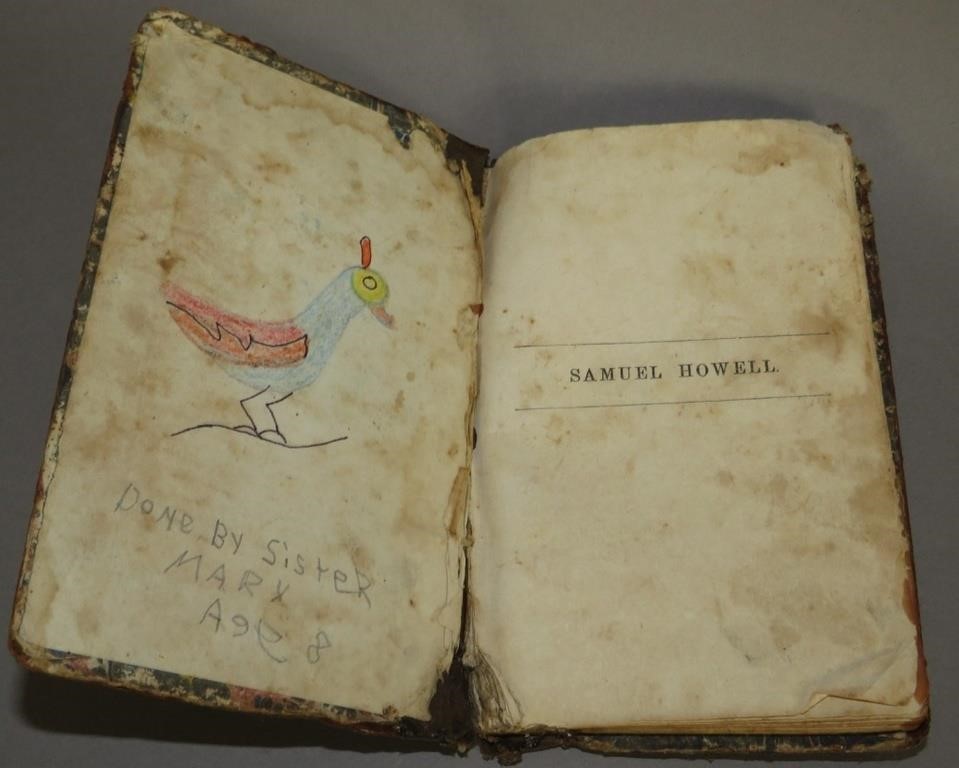 DONE By SisteR
MARY
Age 8
SAMUEL HOWELL.